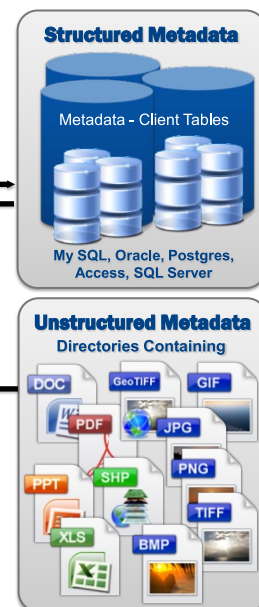 Structured Metadata
Metadata - Client Tables
My SQL, Oracle, Postgres,
Access, SQL Server
Unstructured Metadata
Directories Containing
DOC
GeoTIFF
GIF
PDF
JPG
PNG
PPT
SHP
TIFF
XLS
BMP